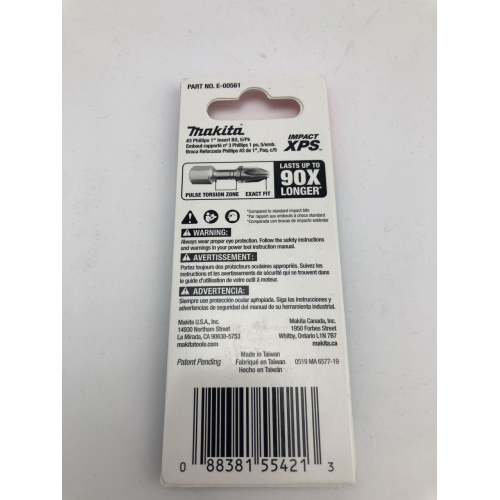 PART NO. E-00561
Makita
IMPACT
XPS
#3 Phillips 1" Insert Bit, 5/Pk
Embout rapporté nº 3 Phillips 1 po, 5/emb.
Broca Reforzada Phillips #3 de 1", Paq. c/5
LASTS UP TO
90X
LONGER*
PULSE TORSION ZONE
EXACT FIT
*Compared to standard impact bits
*Par rapport aux embouts à chocs standard
*Comparada con brocas de impacto estándar
WARNING:
Always wear proper eye protection. Follow the safety instructions
and warnings in your power tool instruction manual.
AVERTISSEMENT:
Portez toujours des protecteurs oculaires appropriés. Suivez les
instructions et les avertissements de sécurité qui se trouvent dans
le guide d'utilisation de votre outil à moteur.
ADVERTENCIA:
Siempre use protección ocular apropiada. Siga las instrucciones y
advertencias de seguridad del manual de su herramienta industrial.
Makita U.S.A., Inc.
14930 Northam Street
La Mirada, CA 90638-5753
makitatools.com
Makita Canada, Inc.
1950 Forbes Street
Whitby, Ontario L1N 7B7
makita.ca
Patent Pending
Made in Taiwan
Fabriqué en Taiwan
Hecho en Taiwan
0519 MA 6577-19
0 88381 55421 3